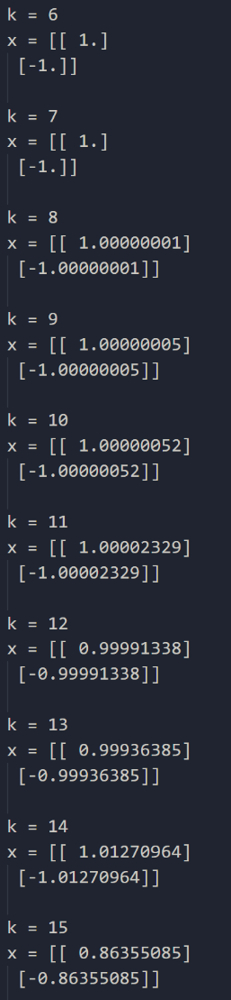 k = 6
x = [[ 1.]
 [-1.]]
k = 7
x = [[ 1.]
 [-1.]]
k = 8
x = [[ 1.00000001]
 [-1.00000001]]
k = 9
x = [[ 1.00000005]
 [-1.00000005]]
k = 10
x = [[ 1.00000052]
 [-1.00000052]]
k = 11
x = [[ 1.00002329]
 [-1.00002329]]
k = 12
x = [[ 0.99991338]
 [-0.99991338]]
k = 13
x = [[ 0.99936385]
 [-0.99936385]]
k = 14
x = [[ 1.01270964]
 [-1.01270964]]
k = 15
x = [[ 0.86355085]
 [-0.86355085]]